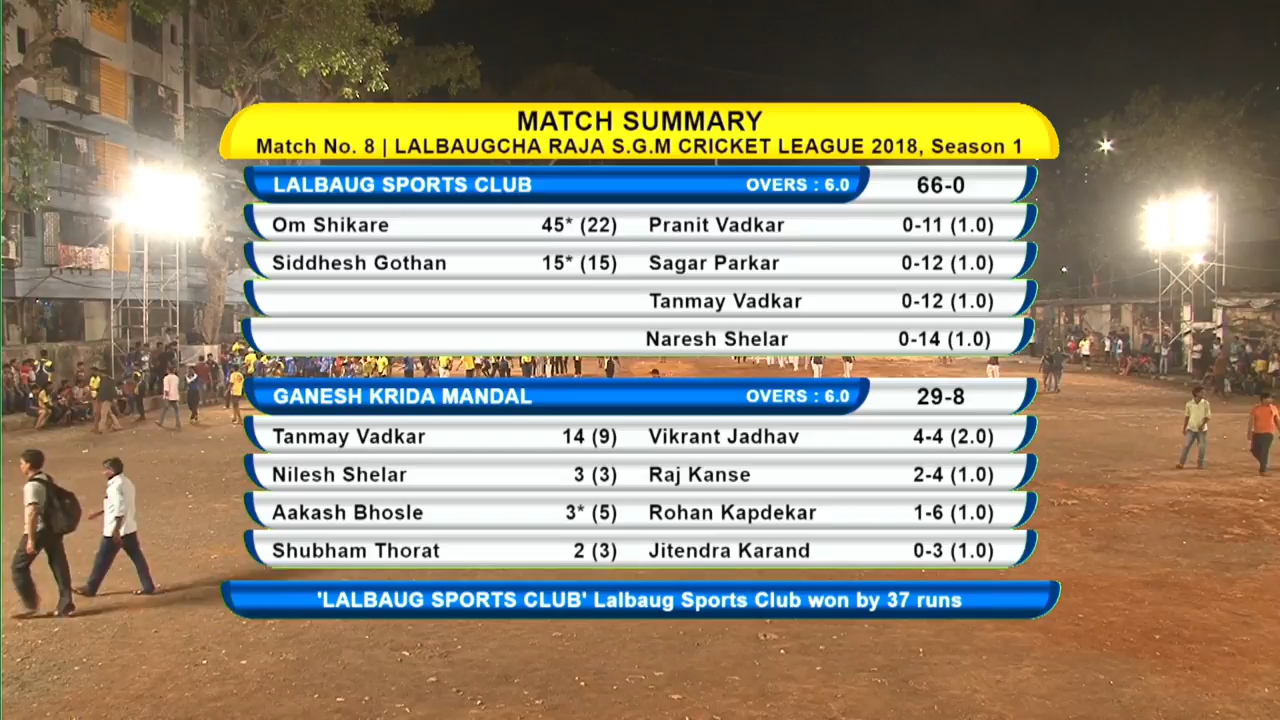 MATCH SUMMARY
Match No. 8 | LALBAUGCHA RAJA S.G.M CRICKET LEAGUE 2018, Season 1
LALBAUG SPORTS CLUB OVERS : 6.0 66-0
Om Shikare 45* (22) Pranit Vadkar 0-11 (1.0)
Siddhesh Gothan 15* (15) Sagar Parkar 0-12 (1.0)
Tanmay Vadkar 0-12 (1.0)
Naresh Shelar 0-14 (1.0)
GANESH KRIDA MANDAL OVERS : 6.0 29-8
Tanmay Vadkar 14 (9) Vikrant Jadhav 4-4 (2.0)
Nilesh Shelar 3 (3) Raj Kanse 2-4 (1.0)
Aakash Bhosle 3* (5) Rohan Kapdekar 1-6 (1.0)
Shubham Thorat 2 (3) Jitendra Karand 0-3 (1.0)
'LALBAUG SPORTS CLUB' Lalbaug Sports Club won by 37 runs